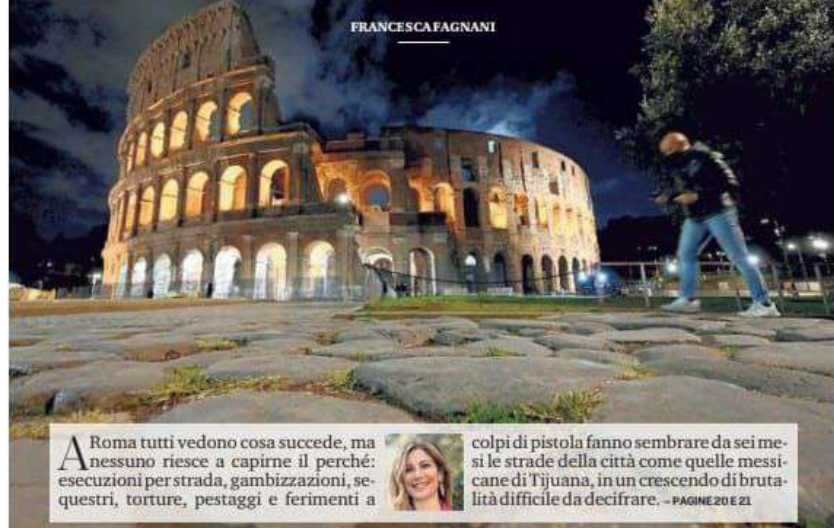 FRANCESCA FAGNANI
A Roma tutti vedono cosa succede, ma
nessuno riesce a capirne il perché:
esecuzioni per strada, gambizzazioni, se-
questri, torture, pestaggi e ferimenti a
colpi di pistola fanno sembrare da sei me-
si le strade della città come quelle messi-
cane di Tijuana, in un crescendo di bruta-
lità difficile da decifrare. – PAGINE 20 E 21